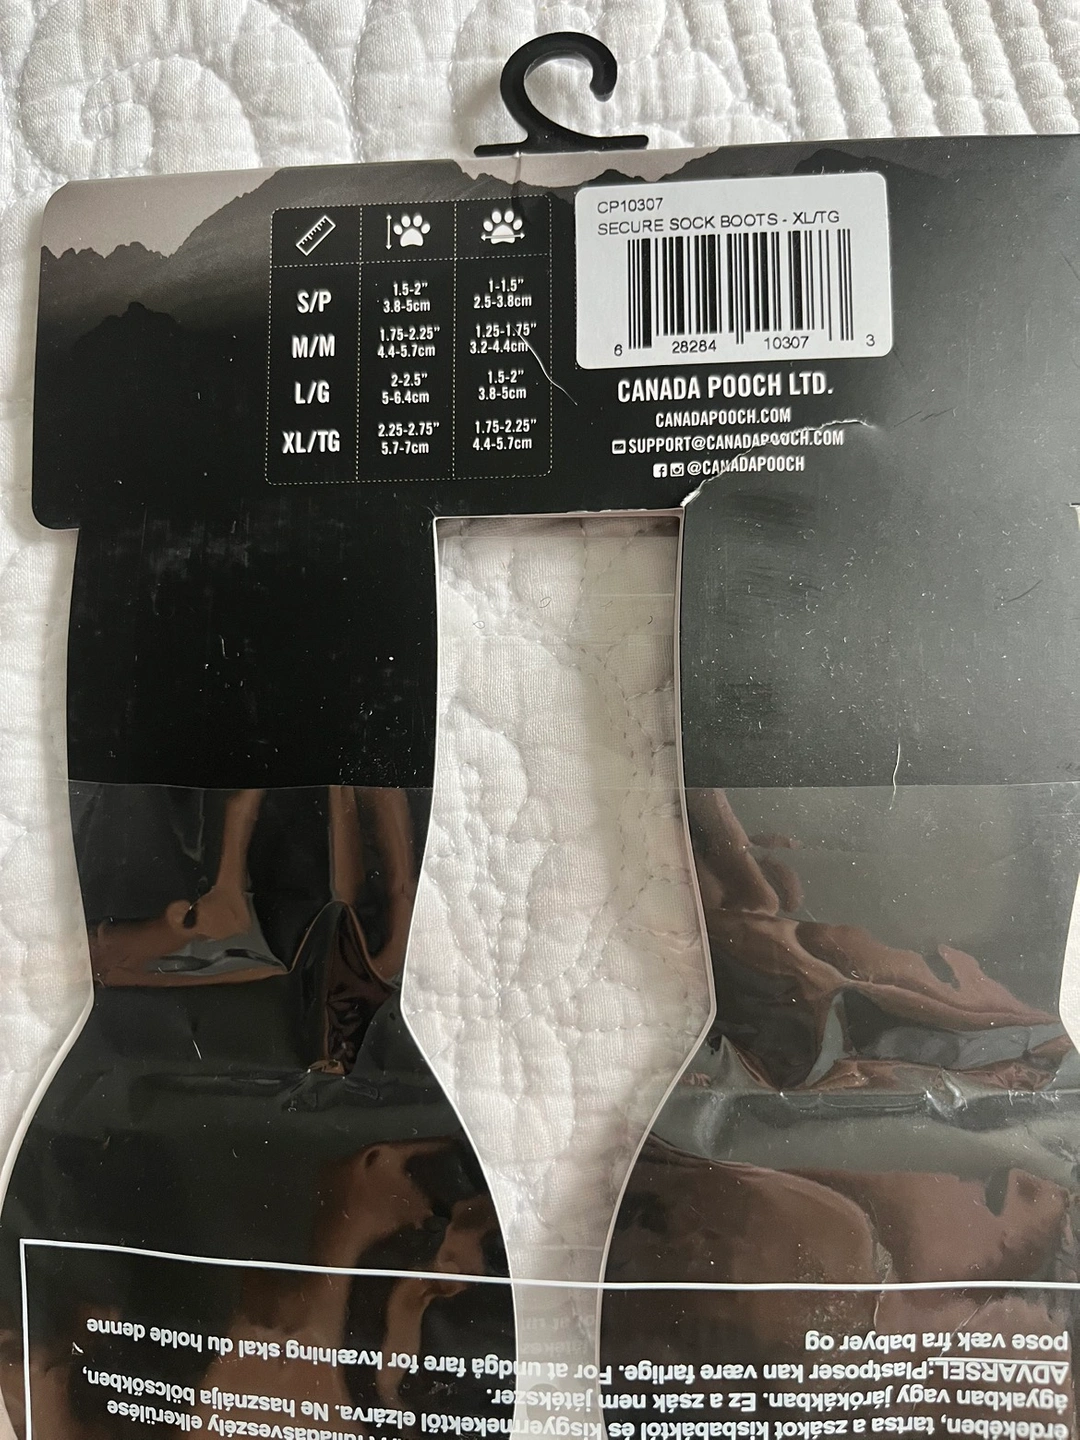 S/P 1.5-2" 1-1.5"
3.8-5cm 2.5-3.8cm
M/M 1.75-2.25" 1.25-1.75"
4.4-5.7cm 3.2-4.4cm
L/G 2-2.5" 1.5-2"
5-6.4cm 3.8-5cm
XL/TG 2.25-2.75" 1.75-2.25"
5.7-7cm 4.4-5.7cm
CP10307
SECURE SOCK BOOTS - XL/TG
6 28284 10307 3
CANADA POOCH LTD.
CANADAPOOCH.COM
SUPPORT@CANADAPOOCH.COM
@CANADAPOOCH
érdekében, tartsa a zsákot kisbabáktól és kisgyermekektől elzárva. Ne használja bölcsőkben,
ágyakban vagy járókákban. Ez a zsák nem játékszer.
ADVARSEL: Plastposer kan være farlige. For at undgå fare for kvælning skal du holde denne
pose væk fra babyer og